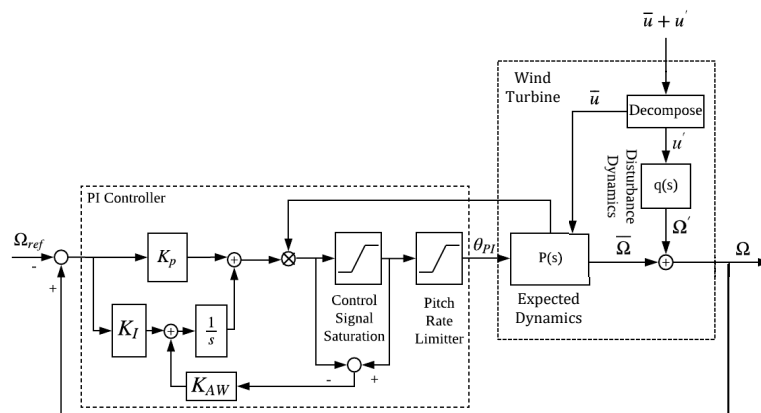 ū + u′
Wind
Turbine
Decompose
ū
u′
Disturbance
Dynamics
q(s)
Ω′
PI Controller
Ω_ref
-
+
K_p
+
⊗
θ_PI
P(s)
Ω̅
+
Ω
Expected
Dynamics
Control
Signal
Saturation
Pitch
Rate
Limitter
K_I
+
1/s
K_AW
-
+